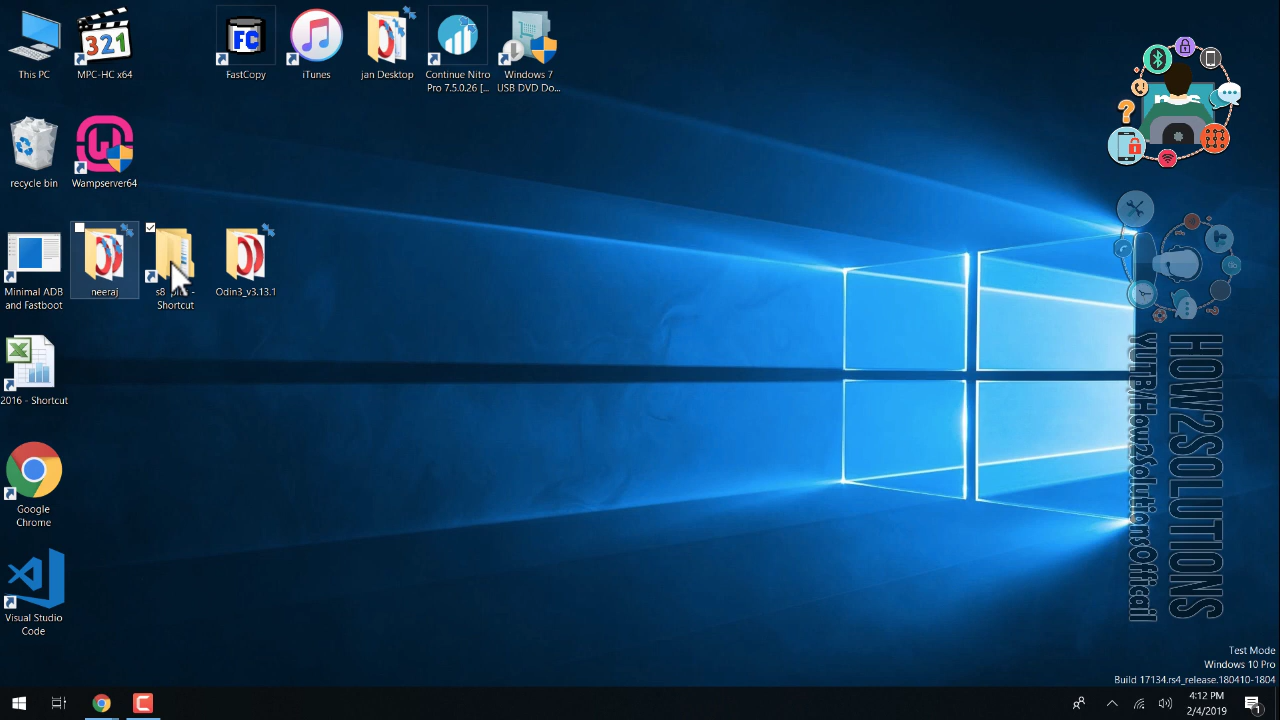 This PC
MPC-HC x64
FastCopy
iTunes
jan Desktop
Continue Nitro
Pro 7.5.0.26 [...
Windows 7
USB DVD Do...
321
FC
recycle bin
Wampserver64
Minimal ADB
and Fastboot
neeraj
Shortcut
Odin3_v3.13.1
2016 - Shortcut
Google
Chrome
Visual Studio
Code
HOW2SOLUTIONS
Test Mode
Windows 10 Pro
Build 17134.rs4_release.180410-1804
4:12 PM
2/4/2019
1